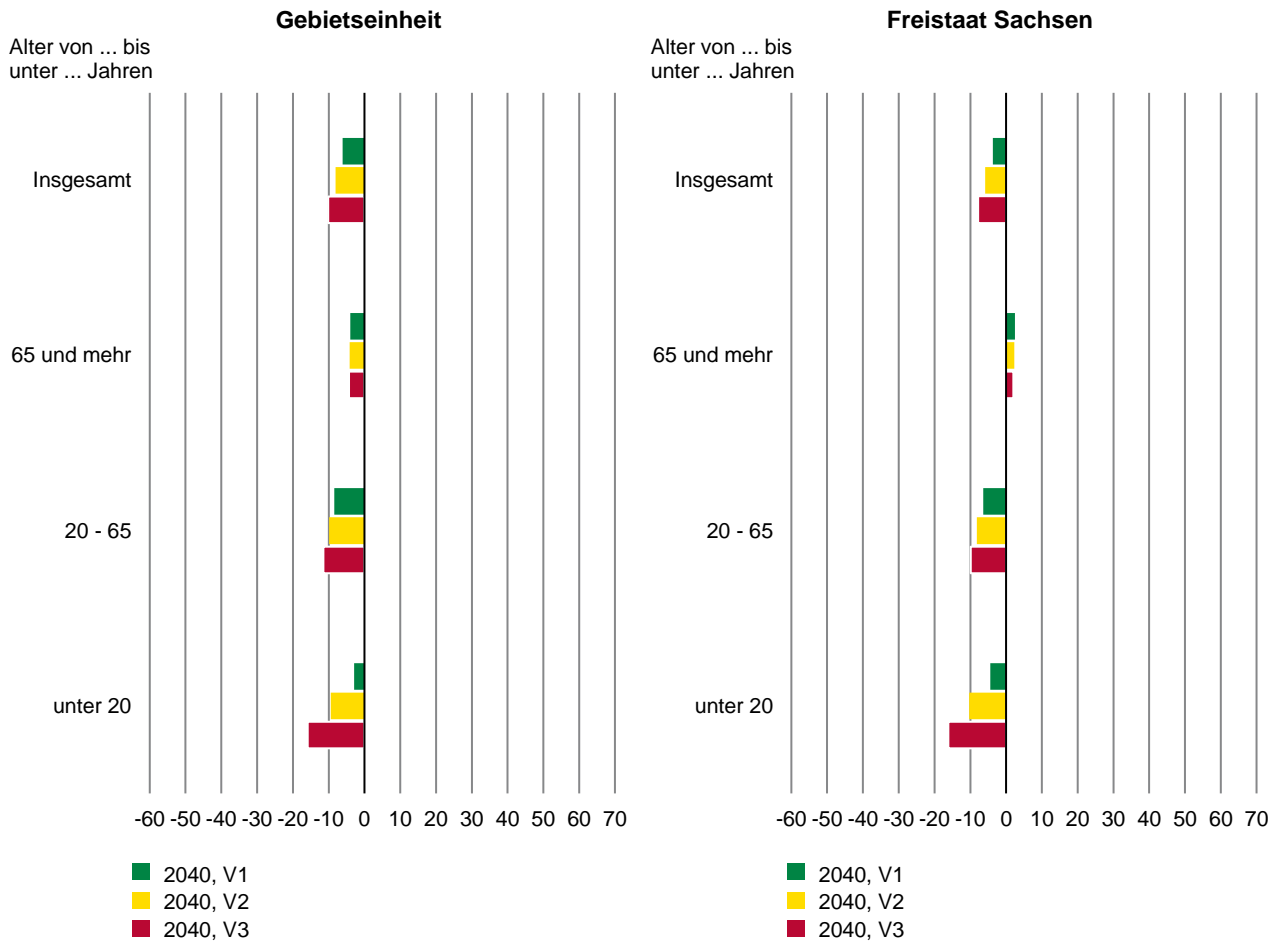 Gebietseinheit
Alter von ... bis
unter ... Jahren
Insgesamt
65 und mehr
20 - 65
unter 20
-60 -50 -40 -30 -20 -10 0 10 20 30 40 50 60 70
2040, V1
2040, V2
2040, V3
Freistaat Sachsen
Alter von ... bis
unter ... Jahren
Insgesamt
65 und mehr
20 - 65
unter 20
-60 -50 -40 -30 -20 -10 0 10 20 30 40 50 60 70
2040, V1
2040, V2
2040, V3